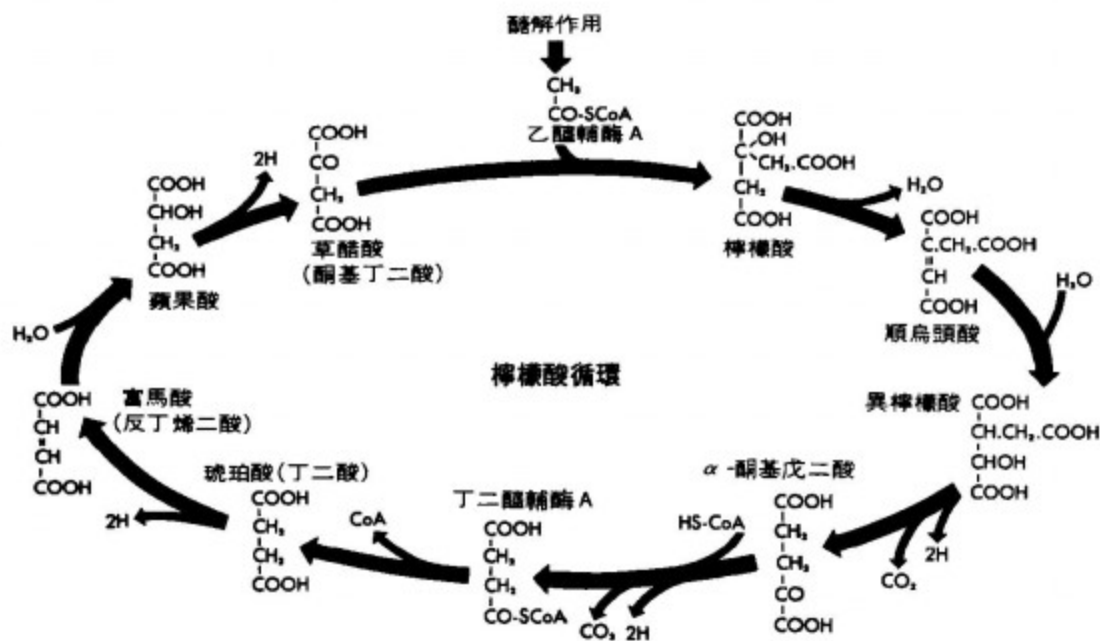 醣解作用
CH₃
CO-SCoA
乙醯輔酶 A
COOH
CO
CH₂
COOH
草醋酸
(酮基丁二酸)
2H
COOH
C
OH
CH₂.COOH
CH₂
COOH
檸檬酸
H₂O
COOH
C.CH₂.COOH
CH
COOH
順烏頭酸
H₂O
異檸檬酸
COOH
CH.CH₂.COOH
CHOH
COOH
2H
CO₂
α-酮基戊二酸
COOH
CH₂
CH₂
CO
COOH
HS-CoA
CO₂ 2H
丁二醯輔酶 A
COOH
CH₂
CH₂
CO-SCoA
CoA
琥珀酸(丁二酸)
COOH
CH₂
CH₂
COOH
2H
富馬酸
(反丁烯二酸)
COOH
CH
CH
COOH
H₂O
COOH
CHOH
CH₂
COOH
蘋果酸
檸檬酸循環